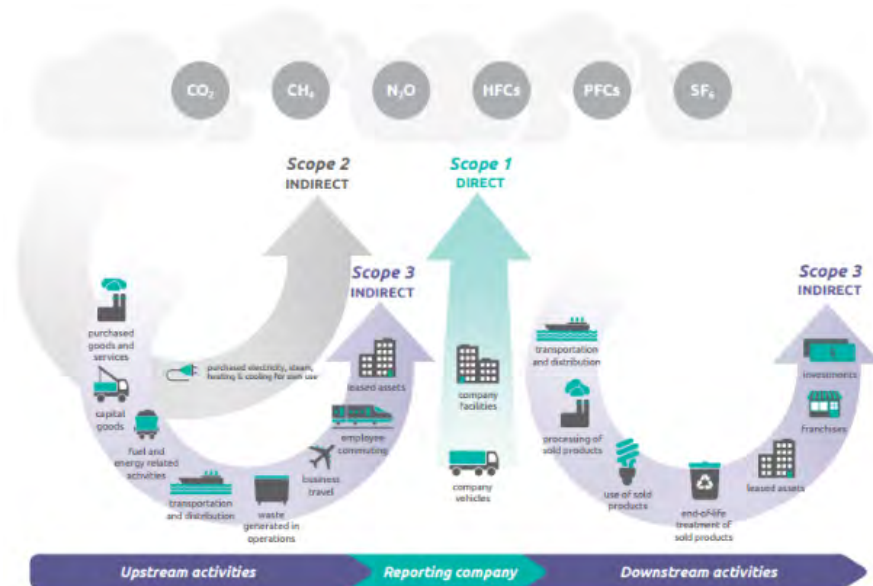 CO₂ CH₄ N₂O HFCs PFCs SF₆
Scope 2
INDIRECT
Scope 1
DIRECT
Scope 3
INDIRECT
Scope 3
INDIRECT
purchased
goods and
services
capital
goods
fuel and
energy related
activities
purchased electricity, steam,
heating & cooling for own use
transportation
and distribution
waste
generated in
operations
business
travel
employee
commuting
leased assets
company
facilities
company
vehicles
transportation
and distribution
processing of
sold products
use of sold
products
end-of-life
treatment of
sold products
leased assets
franchises
investments
Upstream activities
Reporting company
Downstream activities